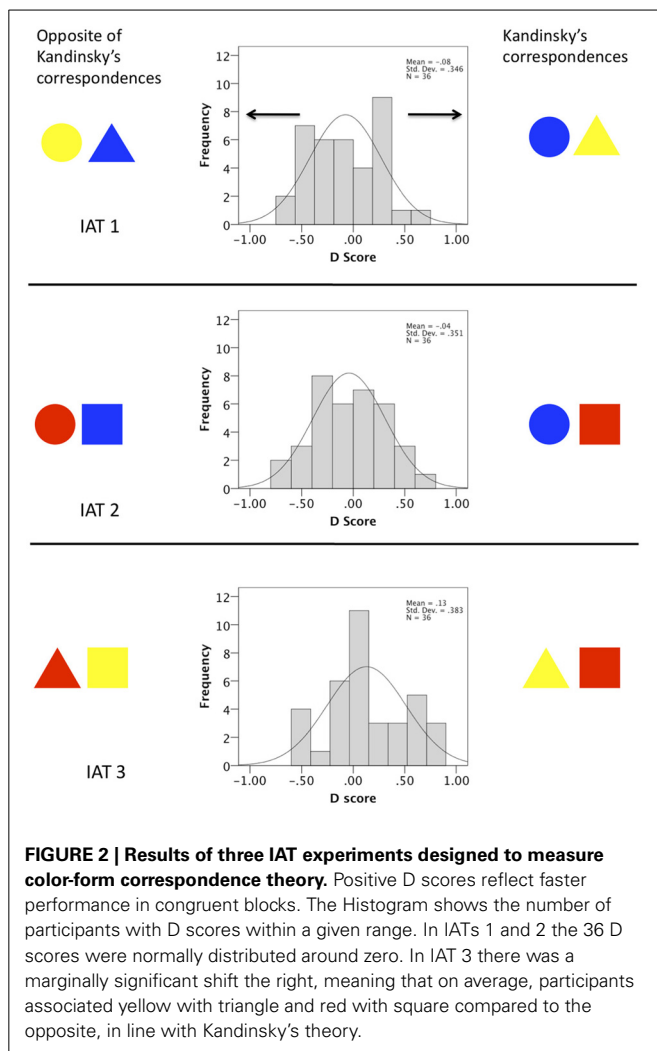 Opposite of
Kandinsky's
correspondences
Kandinsky's
correspondences
Mean = -.08
Std. Dev. = .346
N = 36
12
10
8
6
4
2
0
Frequency
-1.00
-.50
.00
.50
1.00
D Score
IAT 1
Mean = -.04
Std. Dev. = .351
N = 36
12
10
8
6
4
2
0
Frequency
-1.00
-.50
.00
.50
1.00
D Score
IAT 2
Mean = .13
Std. Dev. = .383
N = 36
12
10
8
6
4
2
0
Frequency
-1.00
-.50
.00
.50
1.00
D score
IAT 3
FIGURE 2 | Results of three IAT experiments designed to measure
color-form correspondence theory. Positive D scores reflect faster
performance in congruent blocks. The Histogram shows the number of
participants with D scores within a given range. In IATs 1 and 2 the 36 D
scores were normally distributed around zero. In IAT 3 there was a
marginally significant shift the right, meaning that on average, participants
associated yellow with triangle and red with square compared to the
opposite, in line with Kandinsky's theory.